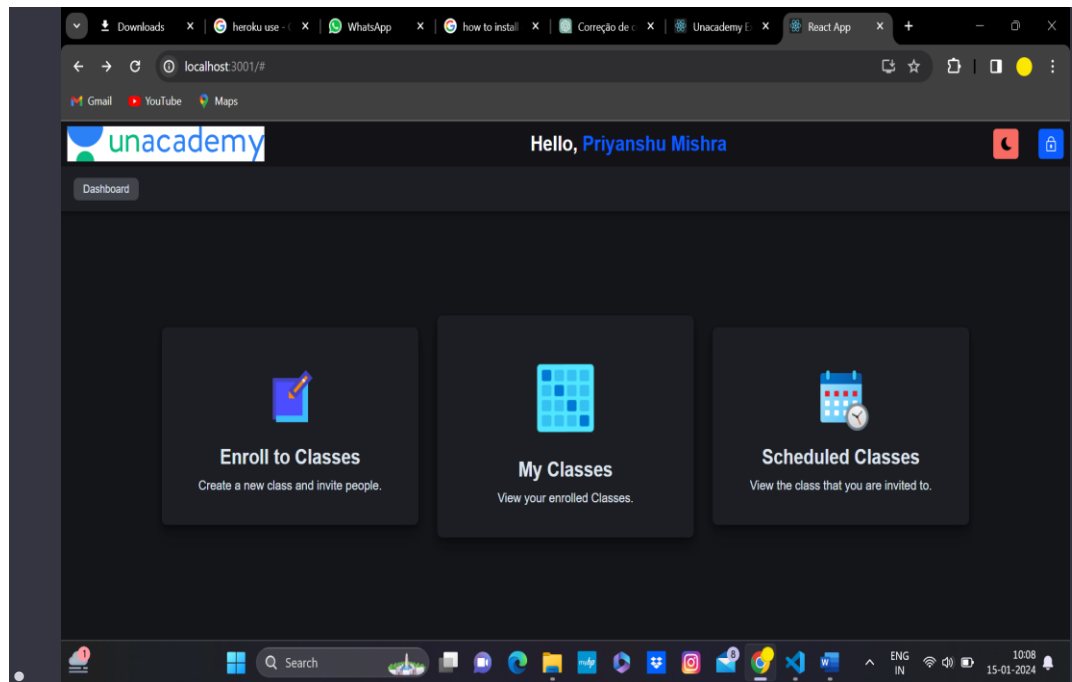 Downloads
heroku use - G
WhatsApp
how to install
Correção de c
Unacademy E
React App
localhost:3001/#
Gmail
YouTube
Maps
unacademy
Hello, Priyanshu Mishra
Dashboard
Enroll to Classes
Create a new class and invite people.
My Classes
View your enrolled Classes.
Scheduled Classes
View the class that you are invited to.
1
Search
8
ENG
IN
10:08
15-01-2024